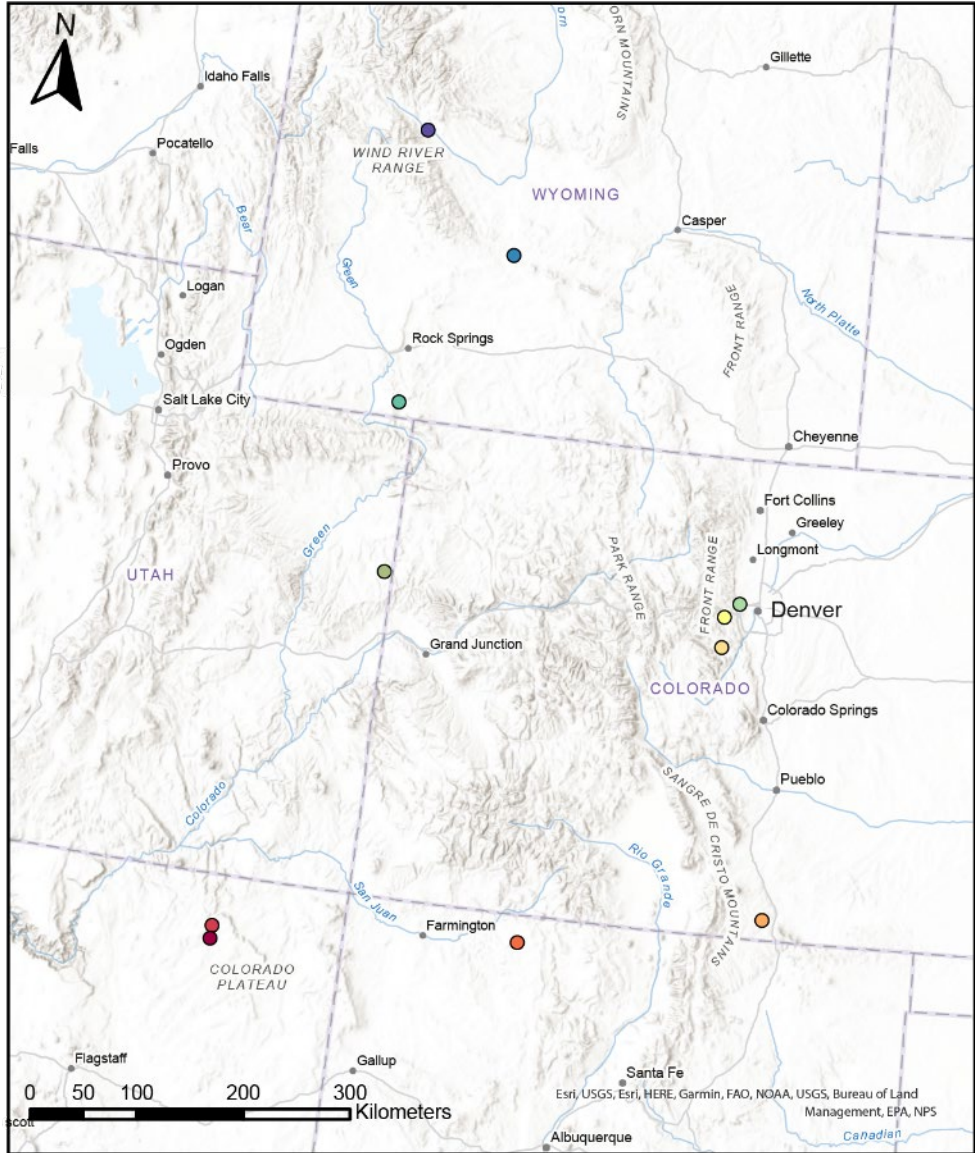 N
orn
ORN MOUNTAINS
Gillette
Idaho Falls
Falls
Pocatello
WIND RIVER
RANGE
WYOMING
Bear
Casper
Green
Logan
North Platte
FRONT RANGE
Ogden
Rock Springs
Salt Lake City
Cheyenne
Provo
Fort Collins
Greeley
Green
Longmont
PARK RANGE
FRONT RANGE
UTAH
Denver
Grand Junction
COLORADO
Colorado Springs
Pueblo
Colorado
SANGRE DE CRISTO MOUNTAINS
Rio Grande
San Juan
Farmington
COLORADO
PLATEAU
Flagstaff
Gallup
Santa Fe
0 50 100 200 300
Kilometers
scott
Esri, USGS, Esri, HERE, Garmin, FAO, NOAA, USGS, Bureau of Land
Management, EPA, NPS
Albuquerque
Canadian